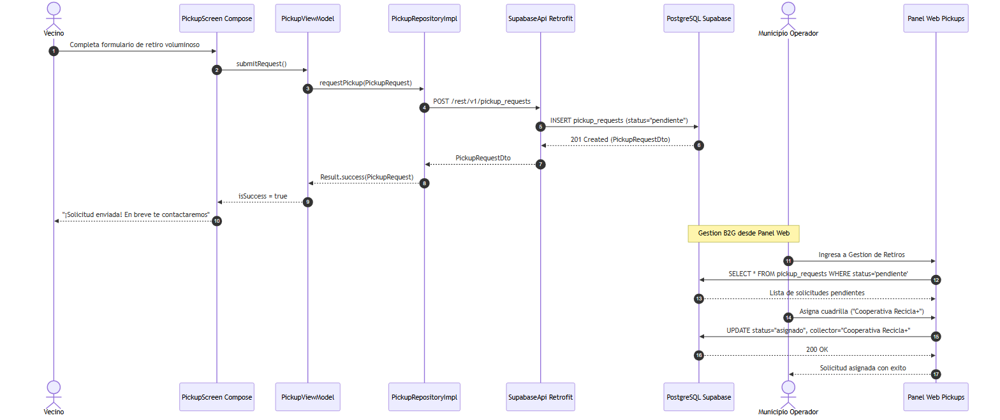 Vecino
PickupScreen Compose
PickupViewModel
PickupRepositoryImpl
SupabaseApi Retrofit
PostgreSQL Supabase
Municipio Operador
Panel Web Pickups
1 Completa formulario de retiro voluminoso
2 submitRequest()
3 requestPickup(PickupRequest)
4 POST /rest/v1/pickup_requests
5 INSERT pickup_requests (status="pendiente")
201 Created (PickupRequestDto) 6
PickupRequestDto 7
Result.success(PickupRequest) 8
isSuccess = true 9
"¡Solicitud enviada! En breve te contactaremos" 10
Gestion B2G desde Panel Web
11 Ingresa a Gestion de Retiros
SELECT * FROM pickup_requests WHERE status='pendiente' 12
13 Lista de solicitudes pendientes
14 Asigna cuadrilla ("Cooperativa Recicla+")
UPDATE status="asignado", collector="Cooperativa Recicla+" 15
16 200 OK
Solicitud asignada con exito 17
Vecino
PickupScreen Compose
PickupViewModel
PickupRepositoryImpl
SupabaseApi Retrofit
PostgreSQL Supabase
Municipio Operador
Panel Web Pickups